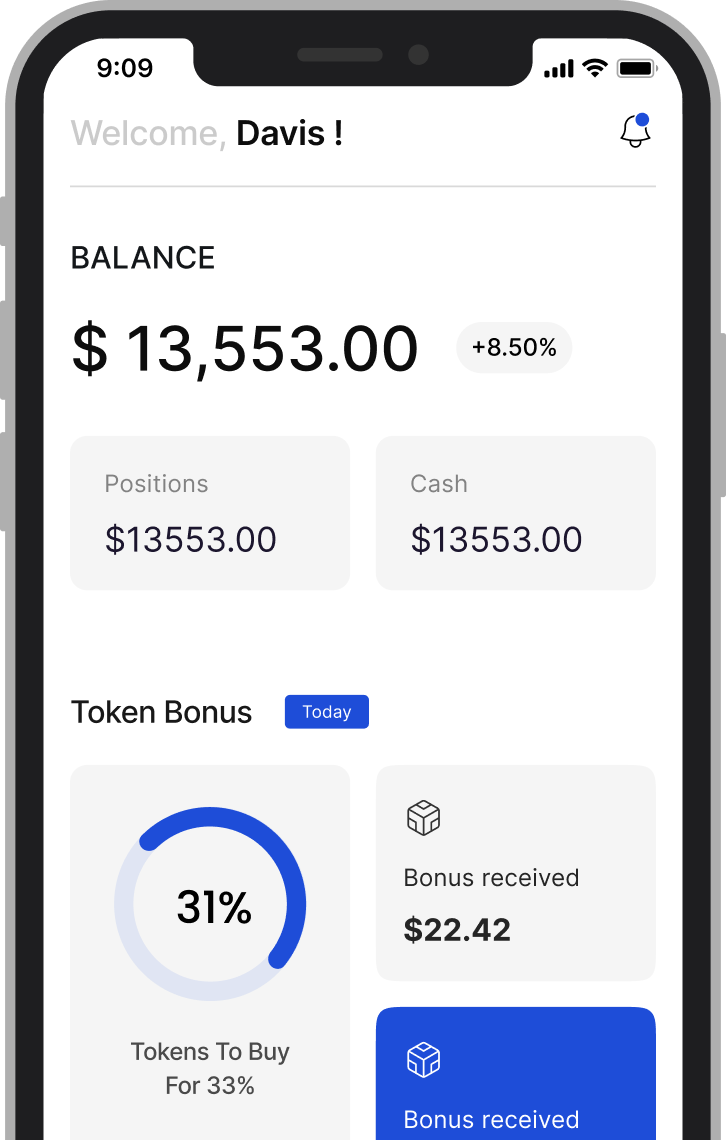 9:09
Welcome, Davis !
BALANCE
$ 13,553.00
+8.50%
Positions
$13553.00
Cash
$13553.00
Token Bonus
Today
31%
Tokens To Buy
For 33%
Bonus received
$22.42
Bonus received